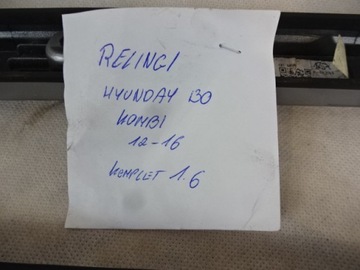 RELINGI
HYUNDAY I30
KOMBI
12-16
KOMPLET 1.6